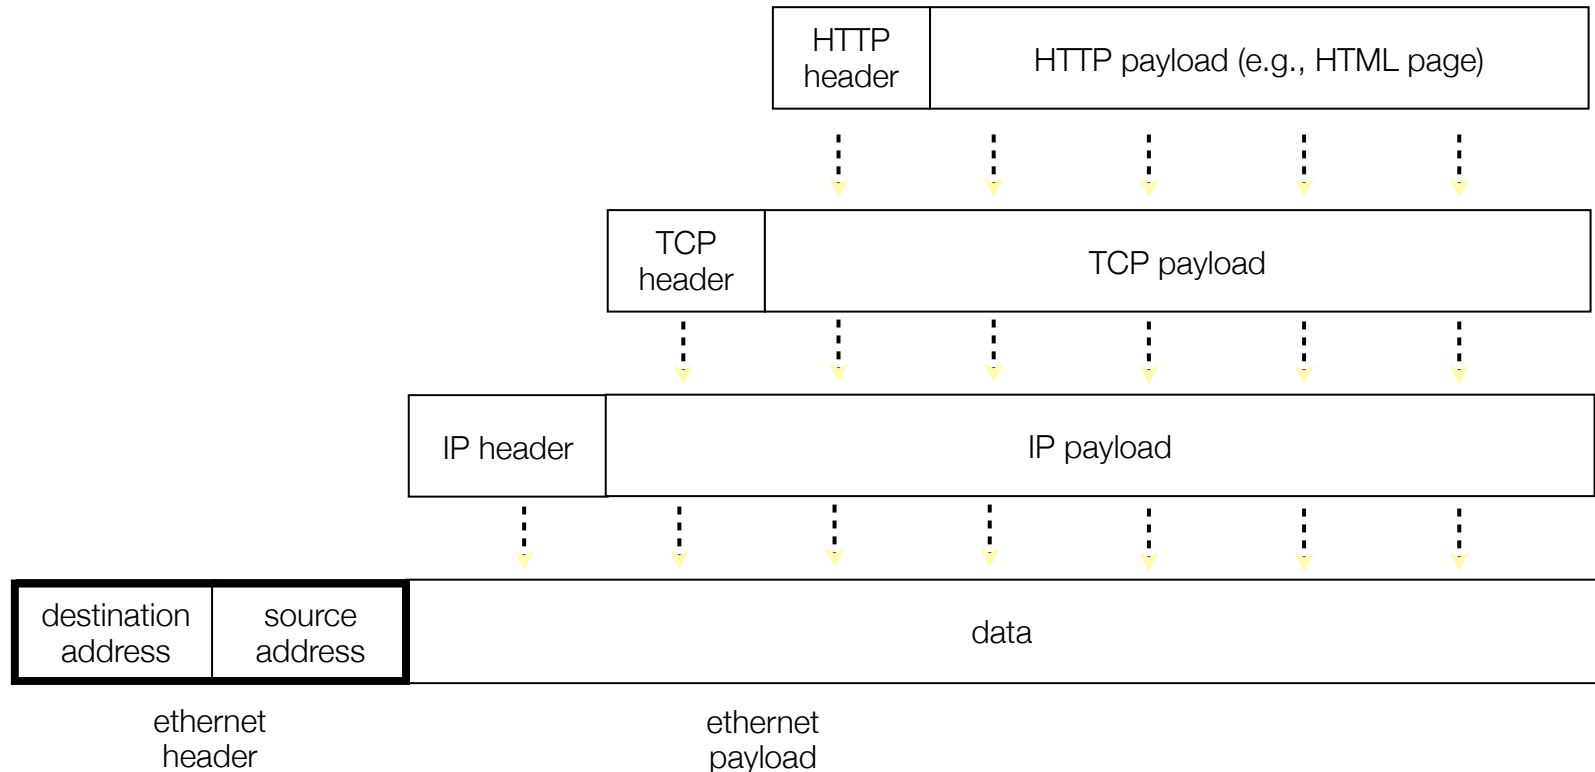 HTTP
header
HTTP payload (e.g., HTML page)
TCP
header
TCP payload
IP header
IP payload
destination
address
source
address
data
ethernet
header
ethernet
payload